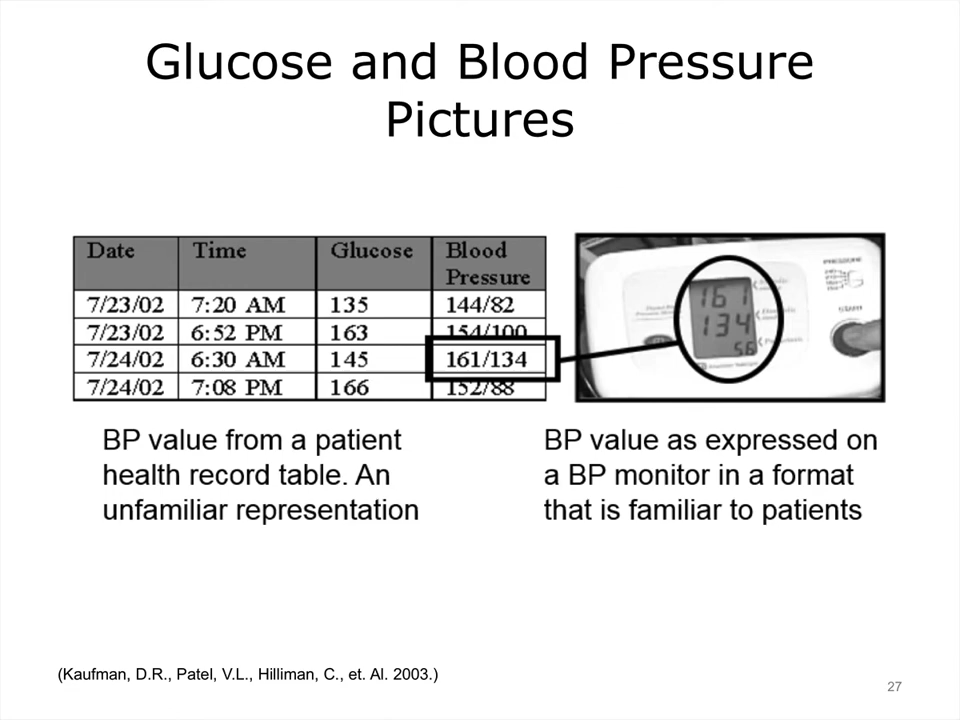 Glucose and Blood Pressure
Pictures
Date Time Glucose Blood
Pressure
7/23/02 7:20 AM 135 144/82
7/23/02 6:52 PM 163 154/100
7/24/02 6:30 AM 145 161/134
7/24/02 7:08 PM 166 152/88
161
134
56
PRESSURE
START
BP value from a patient
health record table. An
unfamiliar representation
BP value as expressed on
a BP monitor in a format
that is familiar to patients
(Kaufman, D.R., Patel, V.L., Hilliman, C., et. Al. 2003.)
27